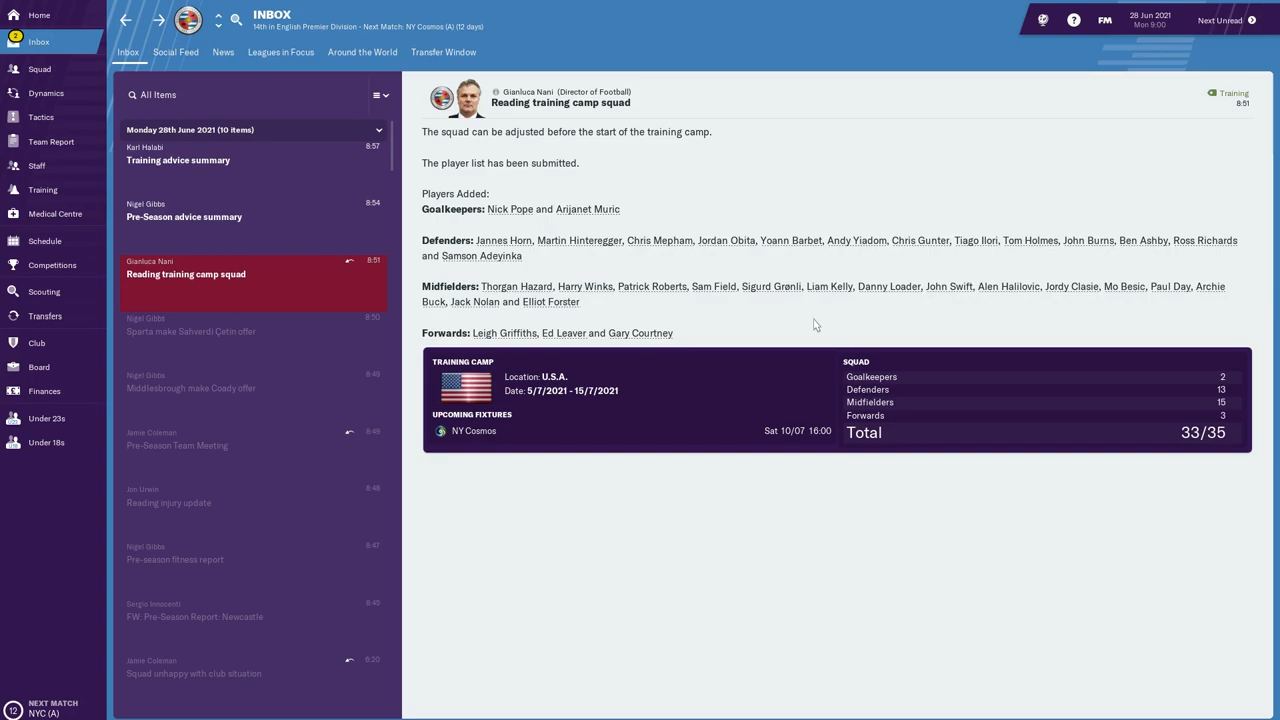 Home
2
Inbox
Squad
Dynamics
Tactics
Team Report
Staff
Training
Medical Centre
Schedule
Competitions
Scouting
Transfers
Club
Board
Finances
Under 23s
Under 18s
12
NEXT MATCH
NYC (A)
INBOX
14th in English Premier Division - Next Match: NY Cosmos (A) (12 days)
?
FM
28 Jun 2021
Mon 9:00
Next Unread
Inbox
Social Feed
News
Leagues in Focus
Around the World
Transfer Window
All Items
Monday 28th June 2021 (10 items)
Karl Halabi 8:57
Training advice summary
Nigel Gibbs 8:54
Pre-Season advice summary
Gianluca Nani 8:51
Reading training camp squad
Nigel Gibbs 8:50
Sparta make Sahverdi Çetin offer
Nigel Gibbs 8:49
Middlesbrough make Coady offer
Jamie Coleman 8:49
Pre-Season Team Meeting
Jon Urwin 8:48
Reading injury update
Nigel Gibbs 8:47
Pre-season fitness report
Sergio Innocenti 8:45
FW: Pre-Season Report: Newcastle
Jamie Coleman 6:20
Squad unhappy with club situation
Gianluca Nani (Director of Football)
Reading training camp squad
Training
8:51
The squad can be adjusted before the start of the training camp.
The player list has been submitted.
Players Added:
Goalkeepers: Nick Pope and Arijanet Muric
Defenders: Jannes Horn, Martin Hinteregger, Chris Mepham, Jordan Obita, Yoann Barbet, Andy Yiadom, Chris Gunter, Tiago Ilori, Tom Holmes, John Burns, Ben Ashby, Ross Richards
and Samson Adeyinka
Midfielders: Thorgan Hazard, Harry Winks, Patrick Roberts, Sam Field, Sigurd Grønli, Liam Kelly, Danny Loader, John Swift, Alen Halilovic, Jordy Clasie, Mo Besic, Paul Day, Archie
Buck, Jack Nolan and Elliot Forster
Forwards: Leigh Griffiths, Ed Leaver and Gary Courtney
TRAINING CAMP
Location: U.S.A.
Date: 5/7/2021 - 15/7/2021
UPCOMING FIXTURES
NY Cosmos Sat 10/07 16:00
SQUAD
Goalkeepers 2
Defenders 13
Midfielders 15
Forwards 3
Total 33/35